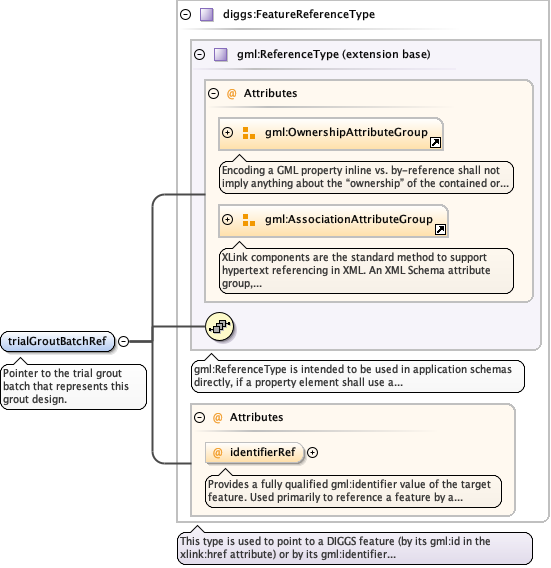 diggs:FeatureReferenceType
gml:ReferenceType (extension base)
@ Attributes
gml:OwnershipAttributeGroup
Encoding a GML property inline vs. by-reference shall not
imply anything about the “ownership” of the contained or...
gml:AssociationAttributeGroup
XLink components are the standard method to support
hypertext referencing in XML. An XML Schema attribute
group,...
trialGroutBatchRef
Pointer to the trial grout
batch that represents this
grout design.
gml:ReferenceType is intended to be used in application schemas
directly, if a property element shall use a...
@ Attributes
@ identifierRef
Provides a fully qualified gml:identifier value of the target
feature. Used primarily to reference a feature by a...
This type is used to point to a DIGGS feature (by its gml:id in the
xlink:href attribute) or by its gml:identifier...